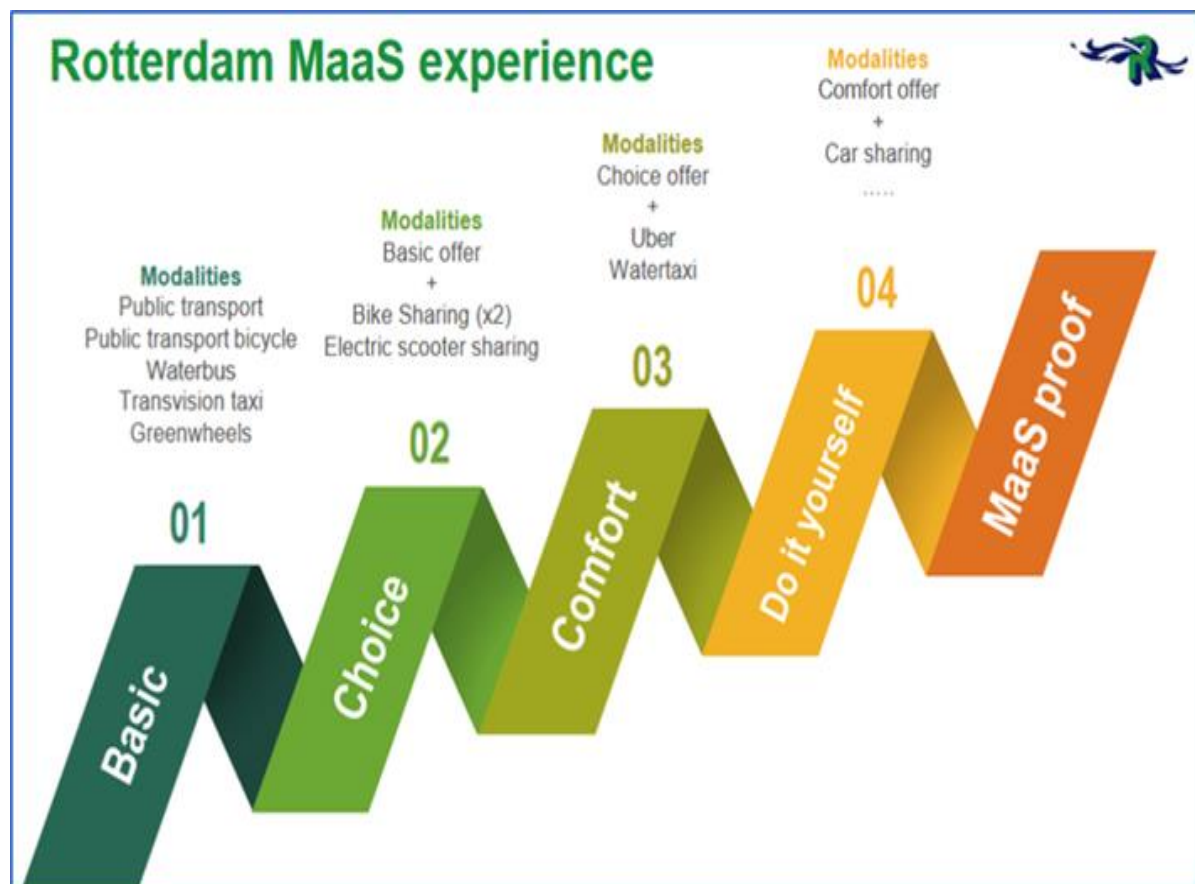 Rotterdam MaaS experience
Modalities
Public transport
Public transport bicycle
Waterbus
Transvision taxi
Greenwheels
01
Basic
Modalities
Basic offer
+
Bike Sharing (x2)
Electric scooter sharing
02
Choice
Modalities
Choice offer
+
Uber
Watertaxi
03
Comfort
Modalities
Comfort offer
+
Car sharing
.....
04
Do it yourself
MaaS proof
R